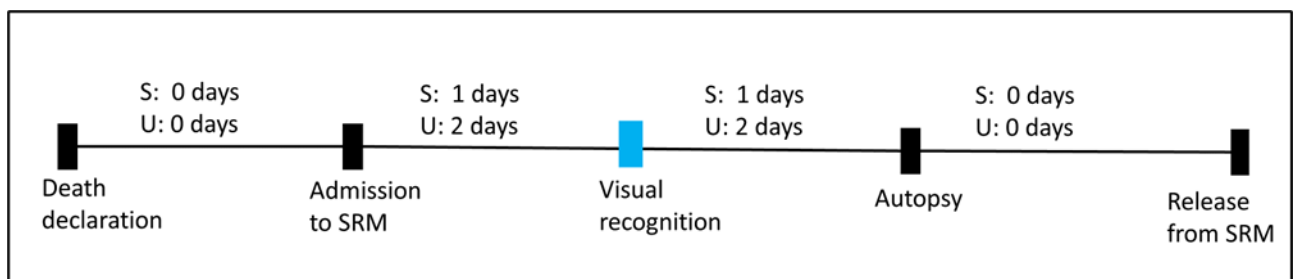 S: 0 days
U: 0 days
S: 1 days
U: 2 days
S: 1 days
U: 2 days
S: 0 days
U: 0 days
Death
declaration
Admission
to SRM
Visual
recognition
Autopsy
Release
from SRM